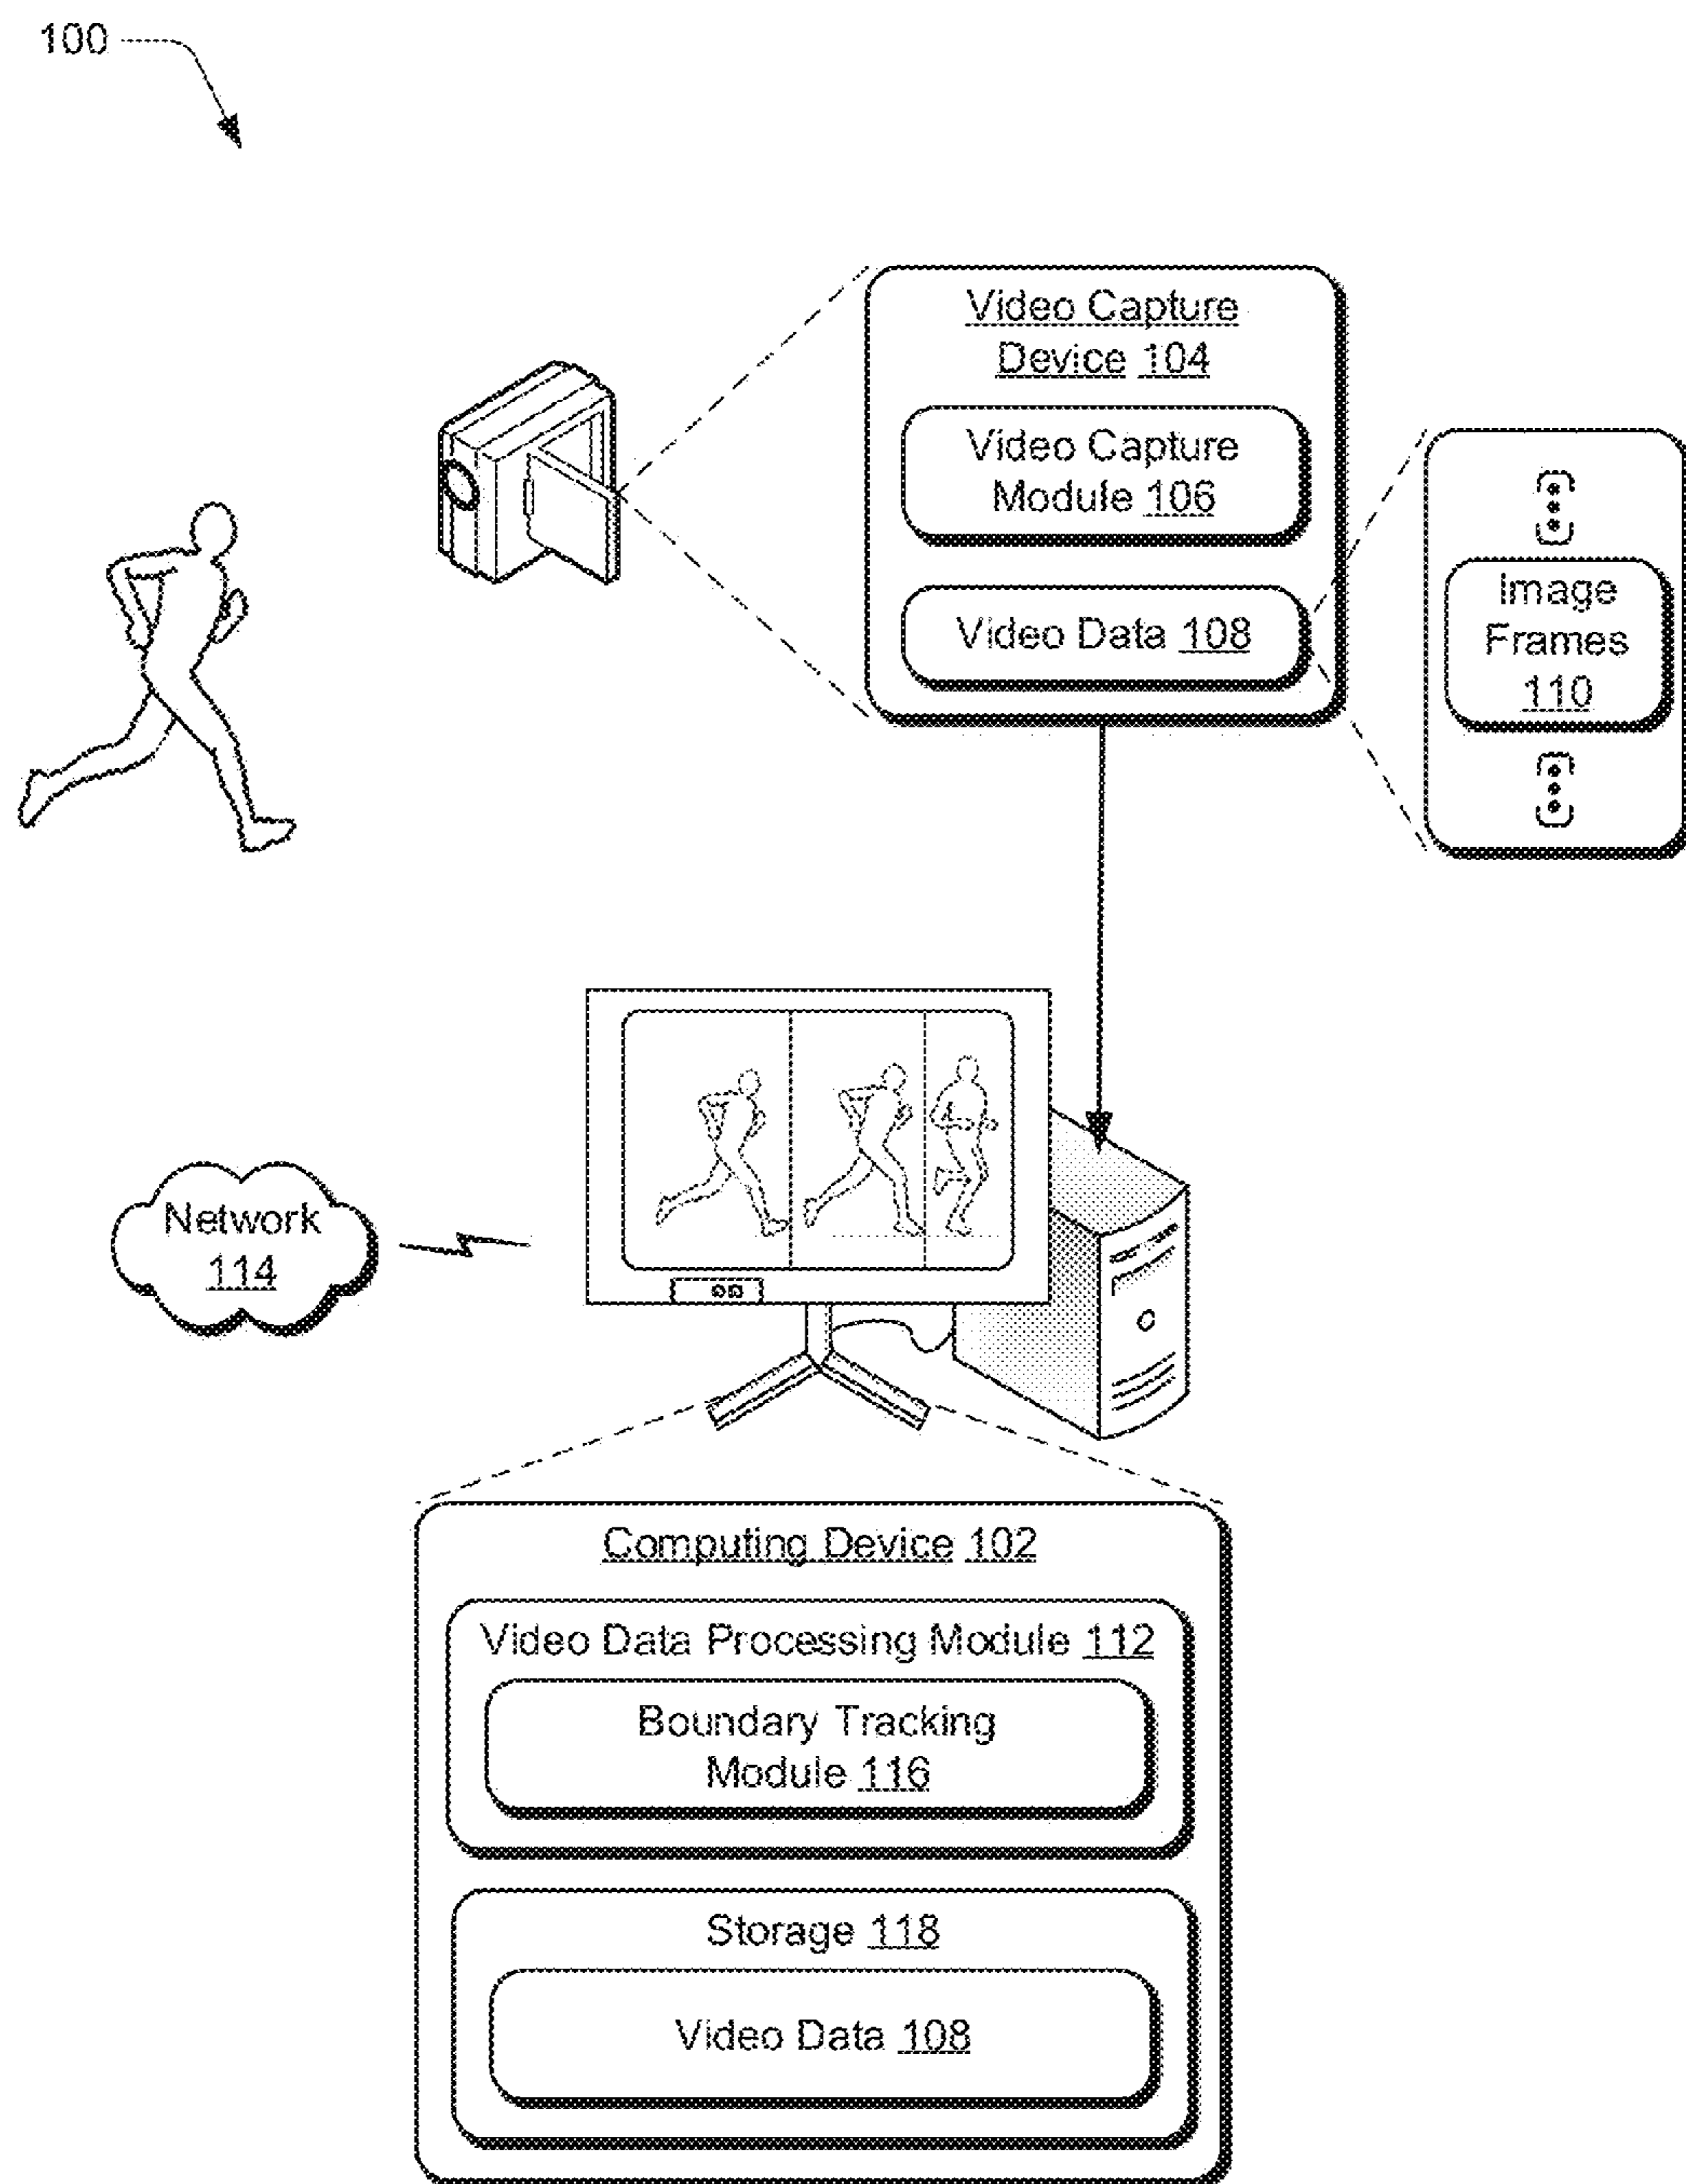 100
Video Capture
Device 104
Video Capture
Module 106
Video Data 108
Image
Frames
110
Network
114
Computing Device 102
Video Data Processing Module 112
Boundary Tracking
Module 116
Storage 118
Video Data 108